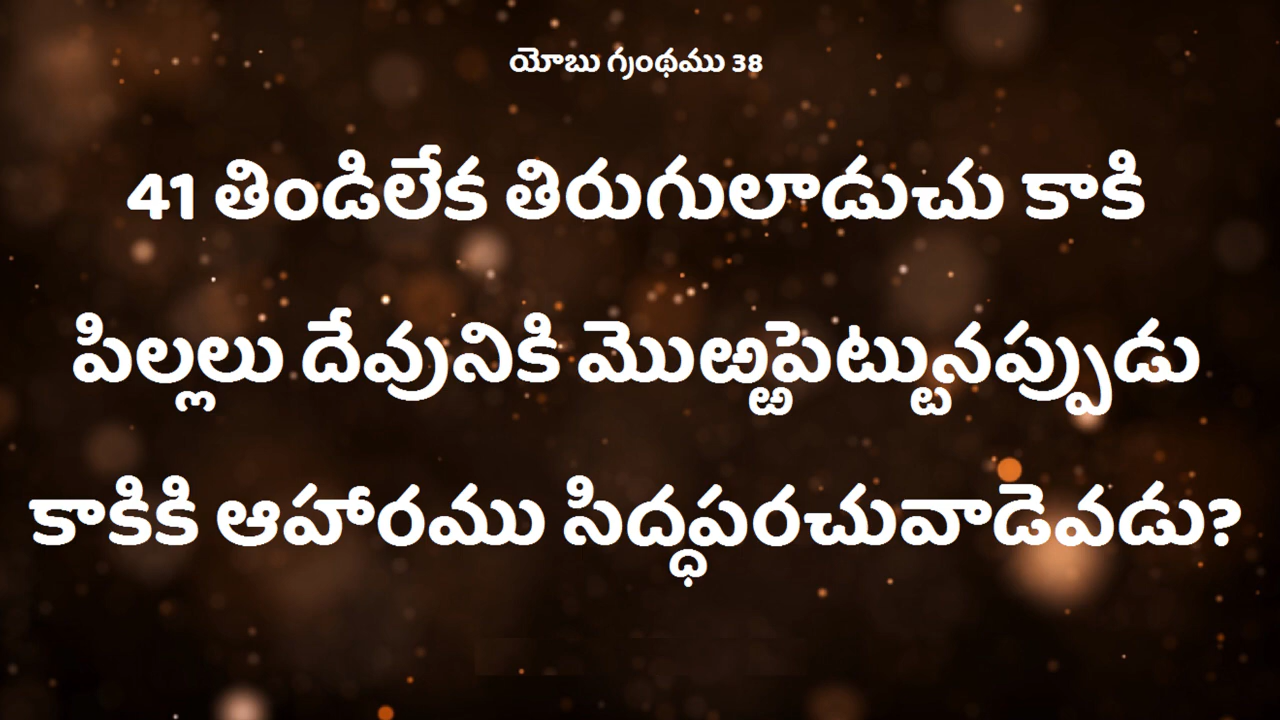 యోబు గ్రంథము 38
41 తిండిలేక తిరుగులాడుచు కాకి
పిల్లలు దేవునికి మొఱ్ఱపెట్టునప్పుడు
కాకికి ఆహారము సిద్ధపరచువాడెవడు?